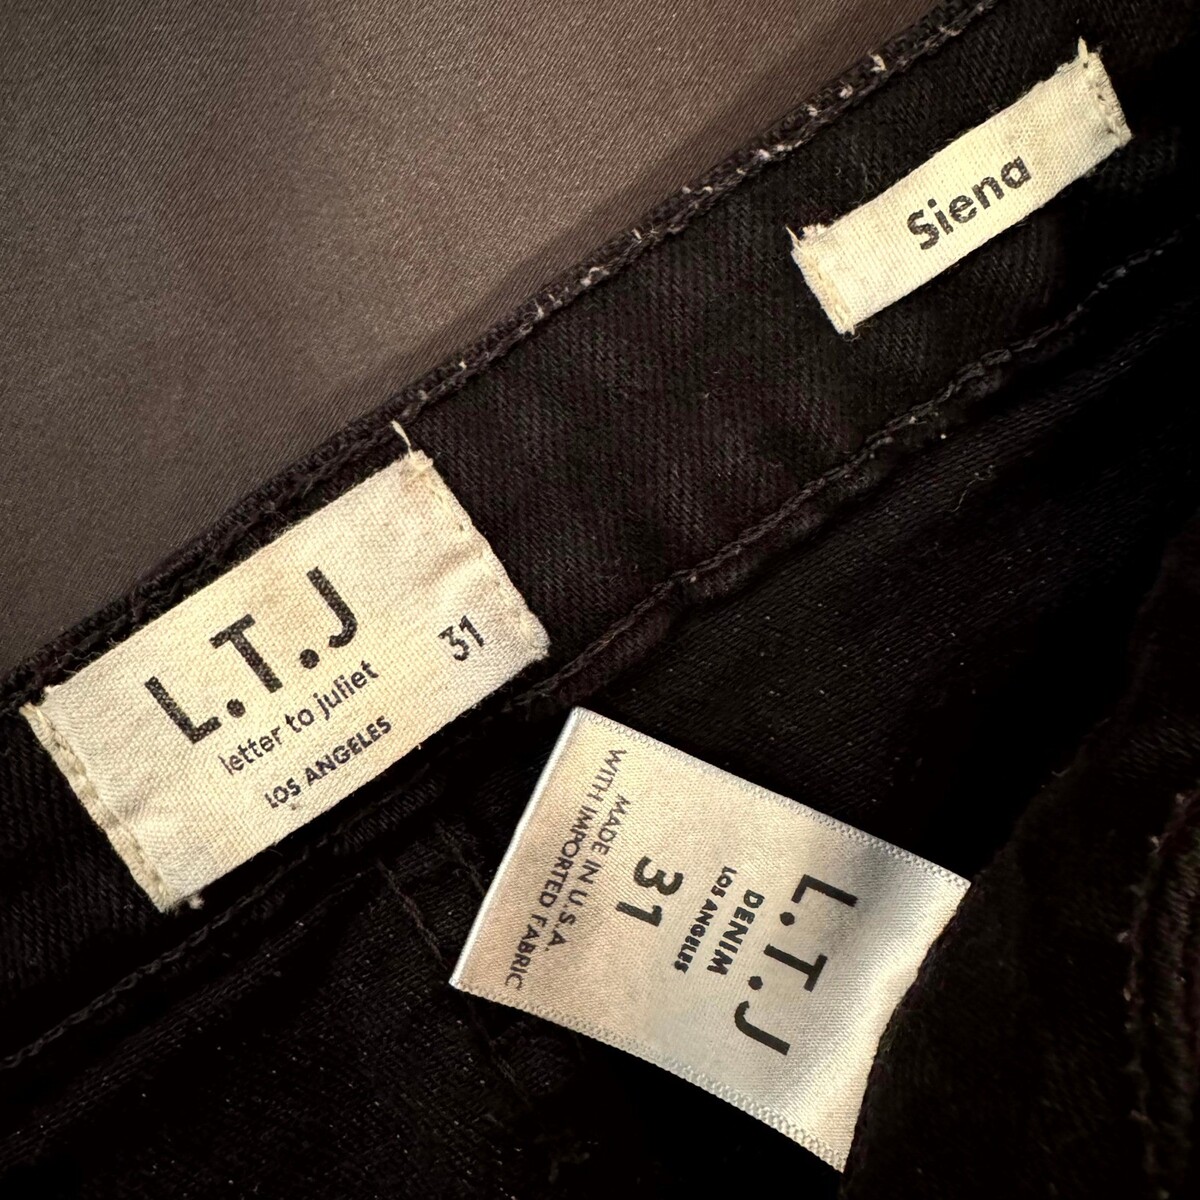 Siena
L.T.J
letter to juliet
31
LOS ANGELES
L.T.J
DENIM
LOS ANGELES
31
MADE IN U.S.A.
WITH IMPORTED FABRIC